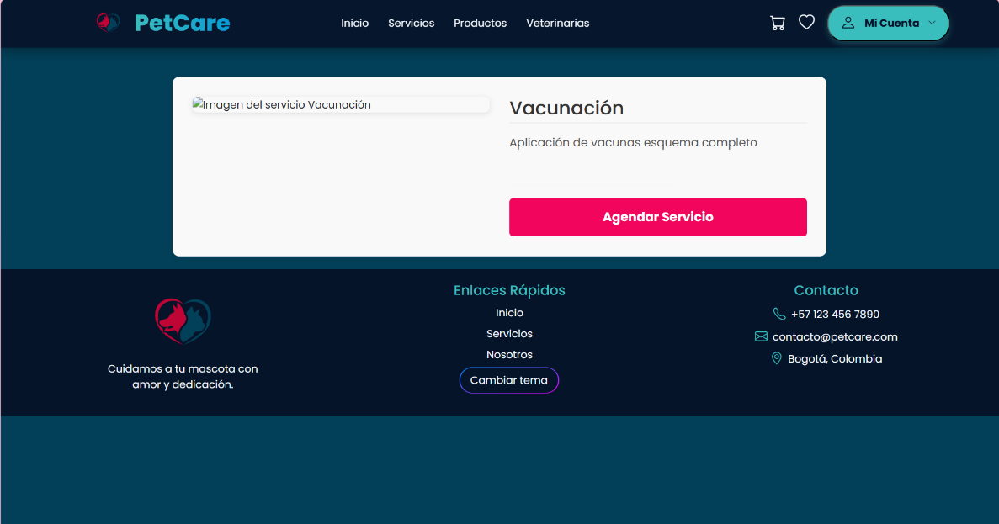 PetCare
Inicio Servicios Productos Veterinarias
Mi Cuenta
Imagen del servicio Vacunación
Vacunación
Aplicación de vacunas esquema completo
Agendar Servicio
Cuidamos a tu mascota con
amor y dedicación.
Enlaces Rápidos
Inicio
Servicios
Nosotros
Cambiar tema
Contacto
+57 123 456 7890
contacto@petcare.com
Bogotá, Colombia